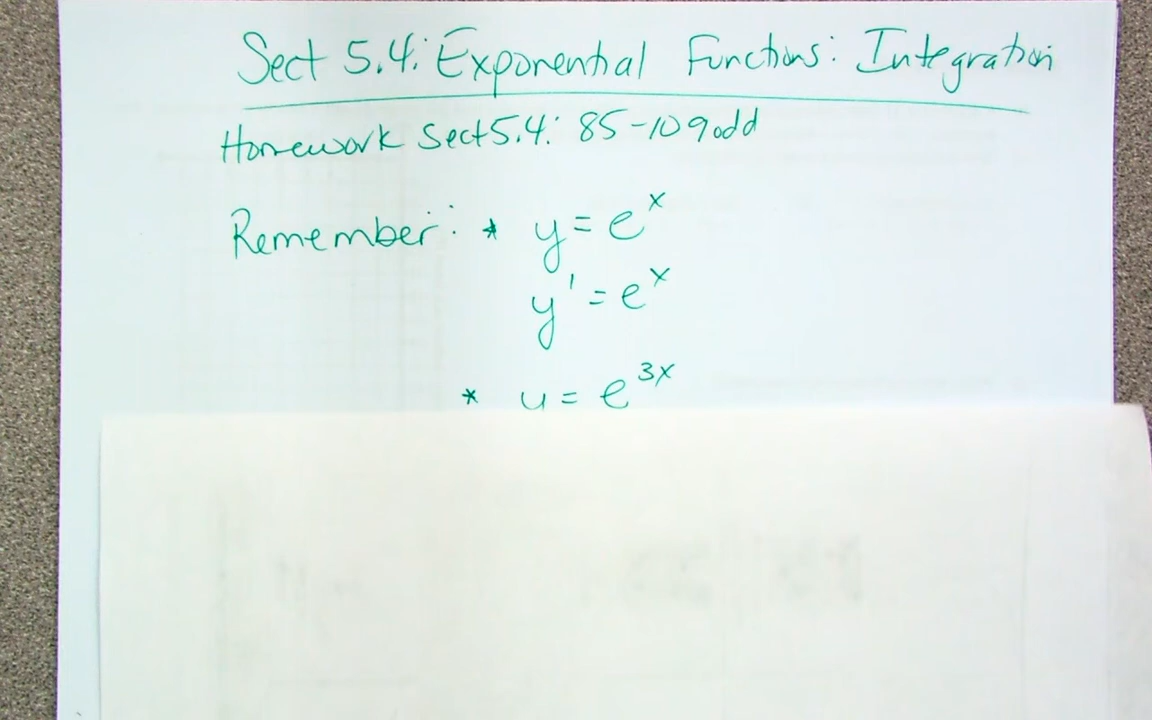 Sect 5.4: Exponential Functions: Integration
Homework Sect 5.4: 85-109 odd
Remember: * y = e^x
y' = e^x
* y = e^{3x}